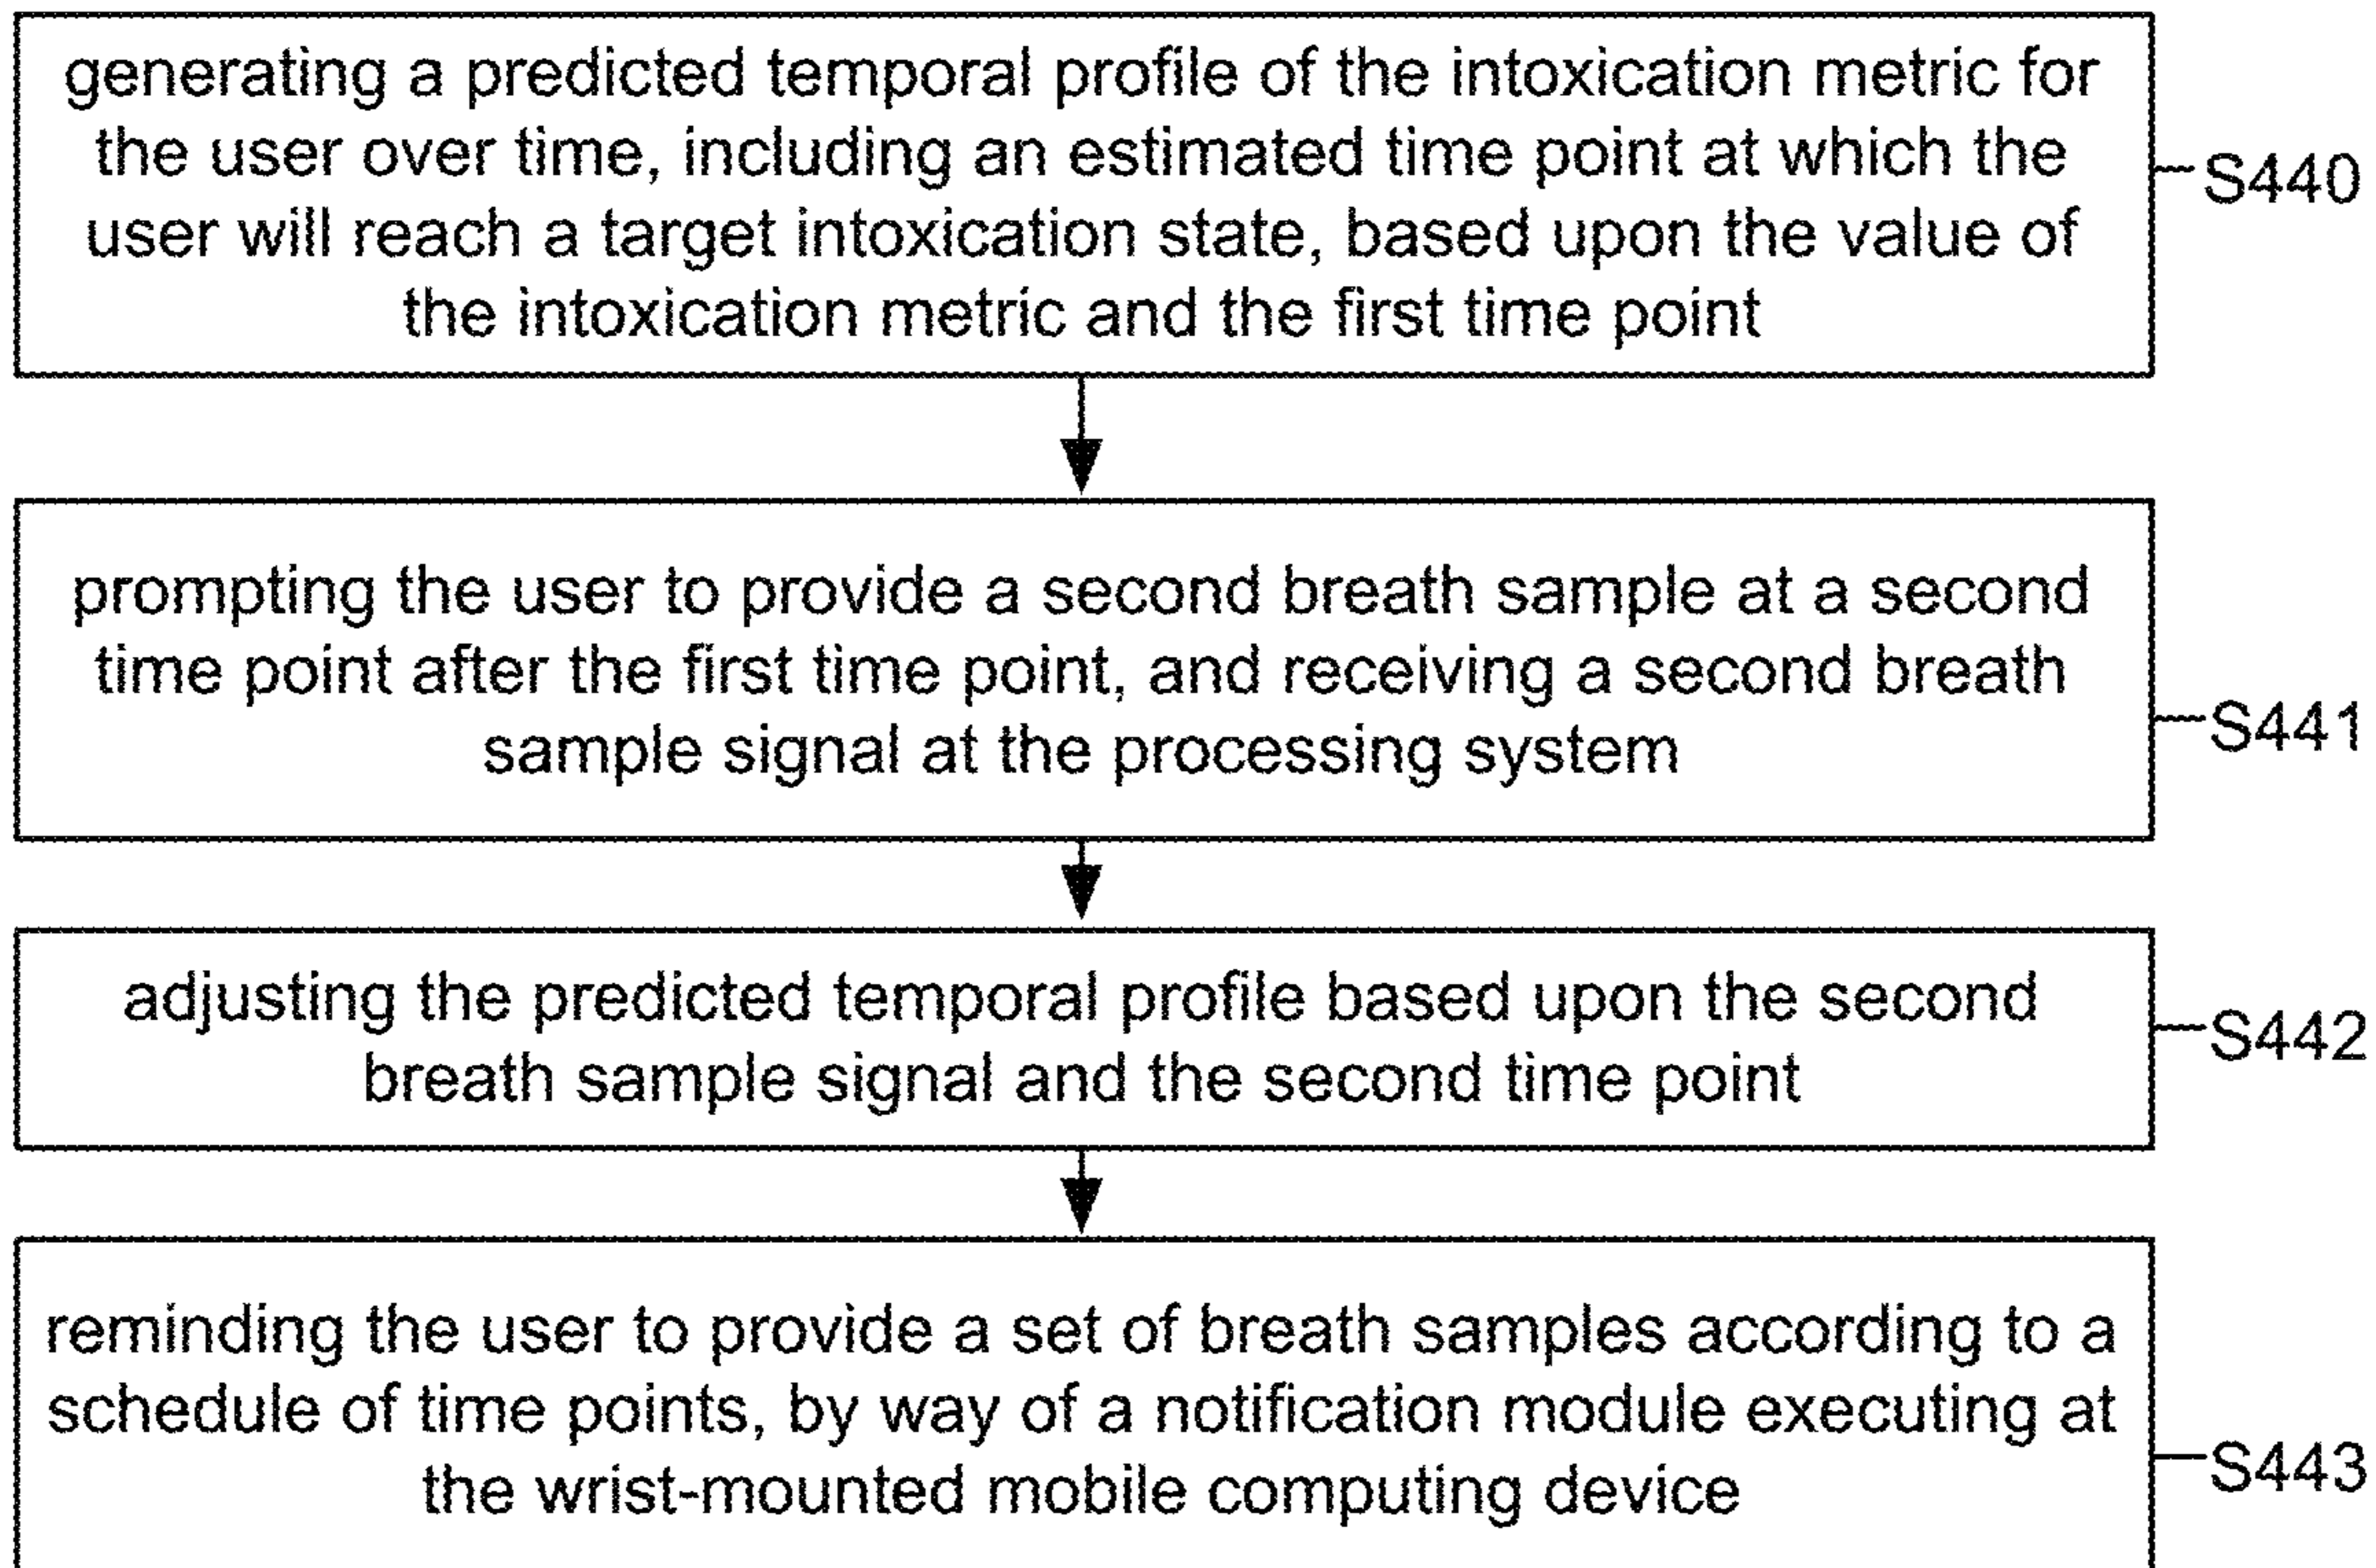 generating a predicted temporal profile of the intoxication metric for
the user over time, including an estimated time point at which the
user will reach a target intoxication state, based upon the value of
the intoxication metric and the first time point
S440
prompting the user to provide a second breath sample at a second
time point after the first time point, and receiving a second breath
sample signal at the processing system
S441
adjusting the predicted temporal profile based upon the second
breath sample signal and the second time point
S442
reminding the user to provide a set of breath samples according to a
schedule of time points, by way of a notification module executing at
the wrist-mounted mobile computing device
S443